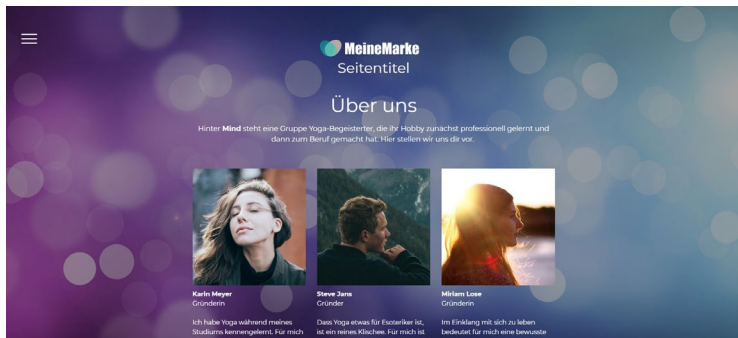 MeineMarke
Seitentitel
Über uns
Hinter Mind steht eine Gruppe Yoga-Begeisterter, die ihr Hobby zunächst professionell gelernt und
dann zum Beruf gemacht hat. Hier stellen wir uns dir vor.
Karin Meyer
Gründerin
Ich habe Yoga während meines
Studiums kennengelernt. Für mich
Steve Jans
Gründer
Dass Yoga etwas für Esoteriker ist,
ist ein reines Klischee. Für mich ist
Miriam Lose
Gründerin
Im Einklang mit sich zu leben
bedeutet für mich eine bewusste